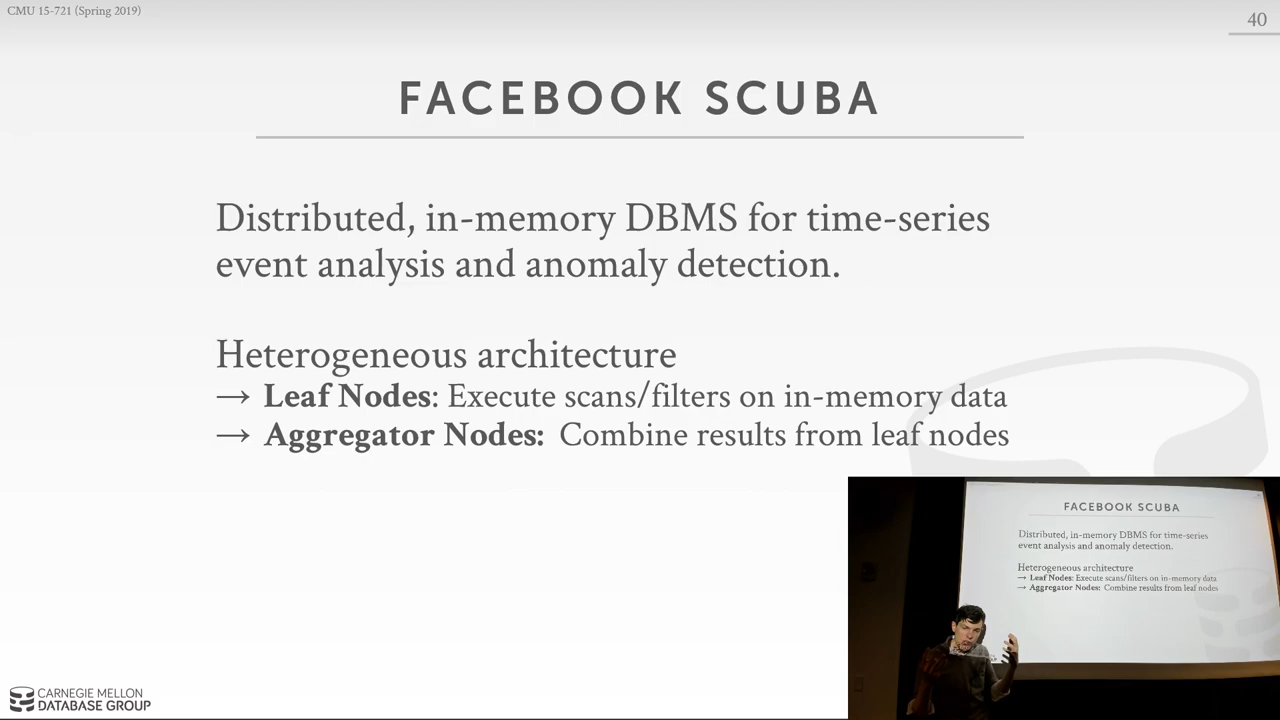 CMU 15-721 (Spring 2019)
40
FACEBOOK SCUBA
Distributed, in-memory DBMS for time-series
event analysis and anomaly detection.
Heterogeneous architecture
→ Leaf Nodes: Execute scans/filters on in-memory data
→ Aggregator Nodes: Combine results from leaf nodes
FACEBOOK SCUBA
Distributed, in-memory DBMS for time-series
event analysis and anomaly detection.
Heterogeneous architecture
→ Leaf Nodes: Execute scans/filters on in-memory data
→ Aggregator Nodes: Combine results from leaf nodes
CARNEGIE MELLON
DATABASE GROUP